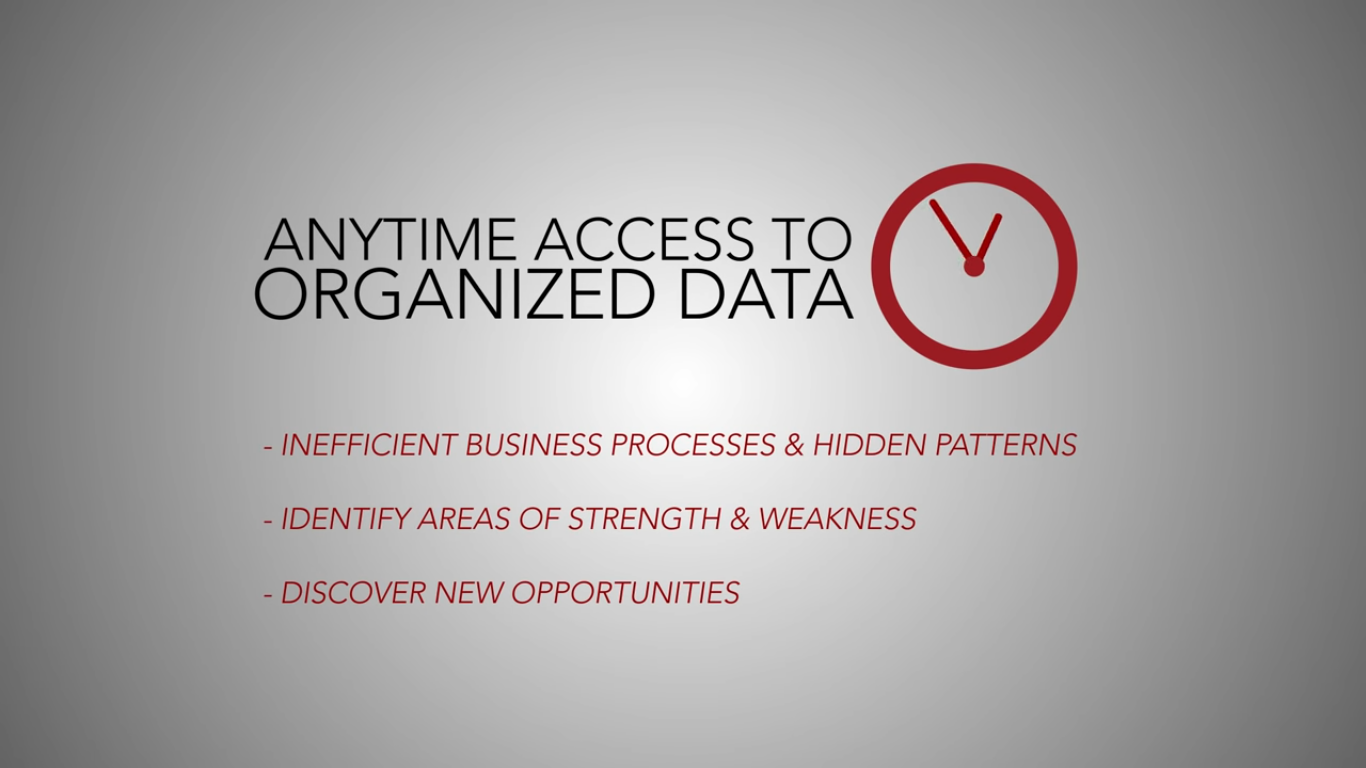 ANYTIME ACCESS TO
ORGANIZED DATA
- INEFFICIENT BUSINESS PROCESSES & HIDDEN PATTERNS
- IDENTIFY AREAS OF STRENGTH & WEAKNESS
- DISCOVER NEW OPPORTUNITIES